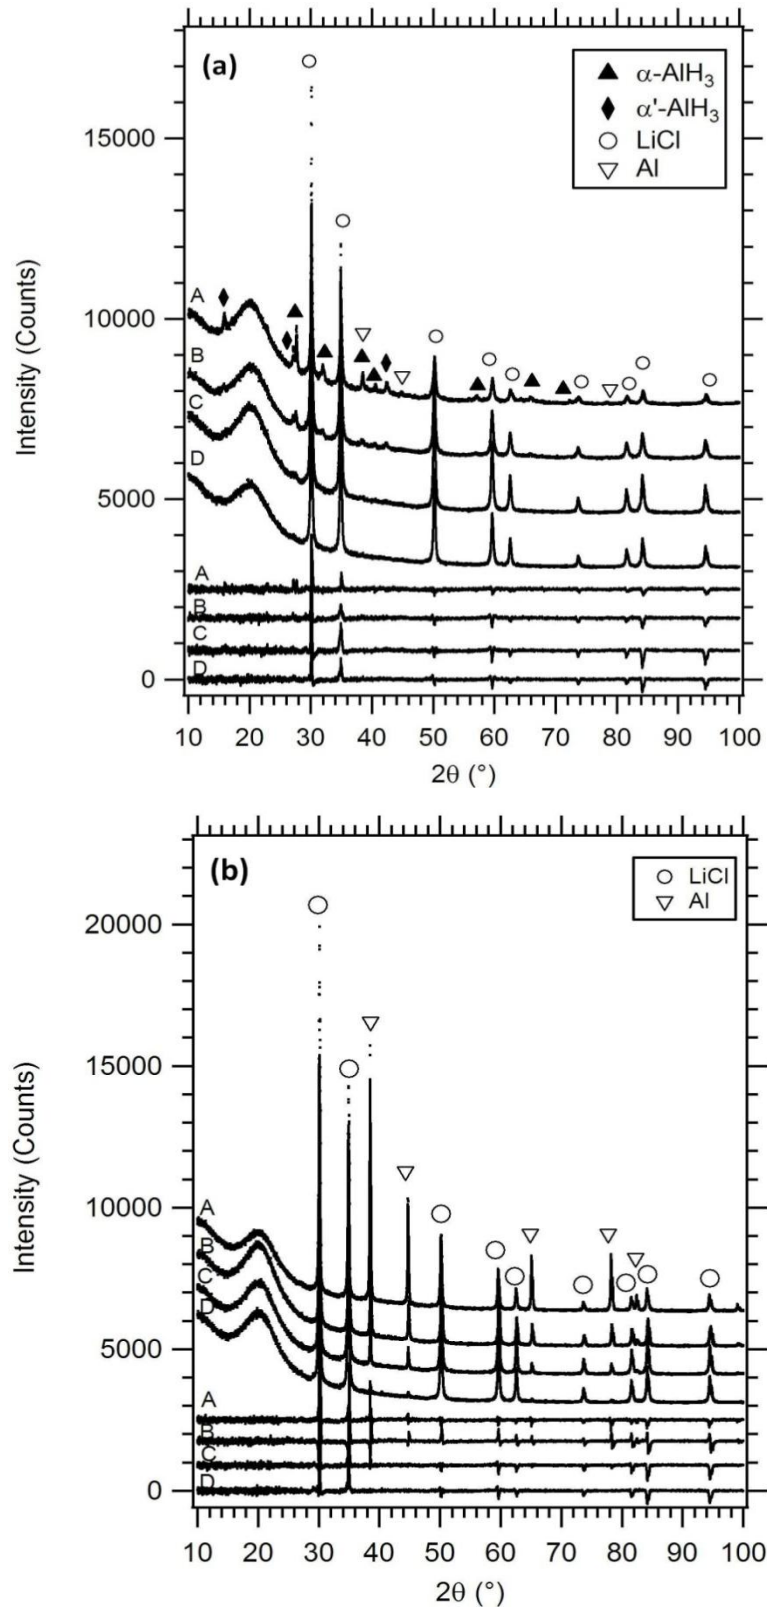 (a)
α-AlH₃
α'-AlH₃
LiCl
Al
15000
10000
5000
0
Intensity (Counts)
A
B
C
D
A
B
C
D
10 20 30 40 50 60 70 80 90 100
2θ (°)
(b)
LiCl
Al
20000
15000
10000
5000
0
Intensity (Counts)
A
B
C
D
A
B
C
D
10 20 30 40 50 60 70 80 90 100
2θ (°)